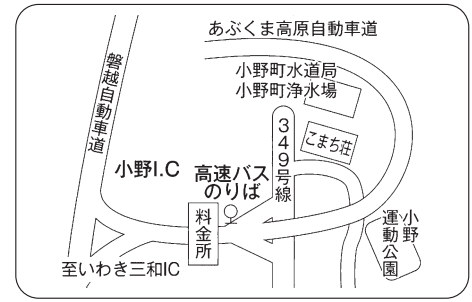 あぶくま高原自動車道
磐越自動車道
小野町水道局
小野町浄水場
349号線
こまち荘
小野I.C
高速バス
のりば
料金所
小野
運動公園
至いわき三和IC